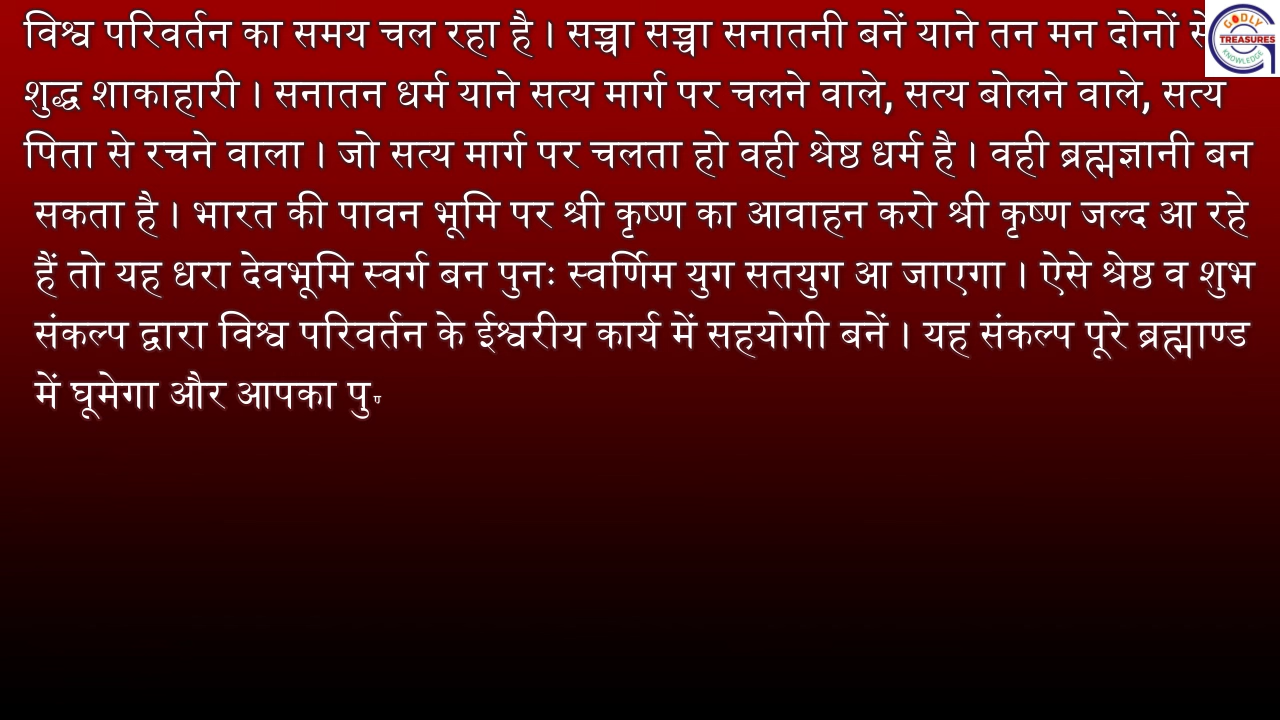 विश्व परिवर्तन का समय चल रहा है । सच्चा सच्चा सनातनी बनें याने तन मन दोनों से
शुद्ध शाकाहारी । सनातन धर्म याने सत्य मार्ग पर चलने वाले, सत्य बोलने वाले, सत्य
पिता से रचने वाला । जो सत्य मार्ग पर चलता हो वही श्रेष्ठ धर्म है । वही ब्रह्मज्ञानी बन
सकता है । भारत की पावन भूमि पर श्री कृष्ण का आवाहन करो श्री कृष्ण जल्द आ रहे
हैं तो यह धरा देवभूमि स्वर्ग बन पुनः स्वर्णिम युग सतयुग आ जाएगा । ऐसे श्रेष्ठ व शुभ
संकल्प द्वारा विश्व परिवर्तन के ईश्वरीय कार्य में सहयोगी बनें । यह संकल्प पूरे ब्रह्माण्ड
में घूमेगा और आपका पु
GODLY
TREASURES
KNOWLEDGE